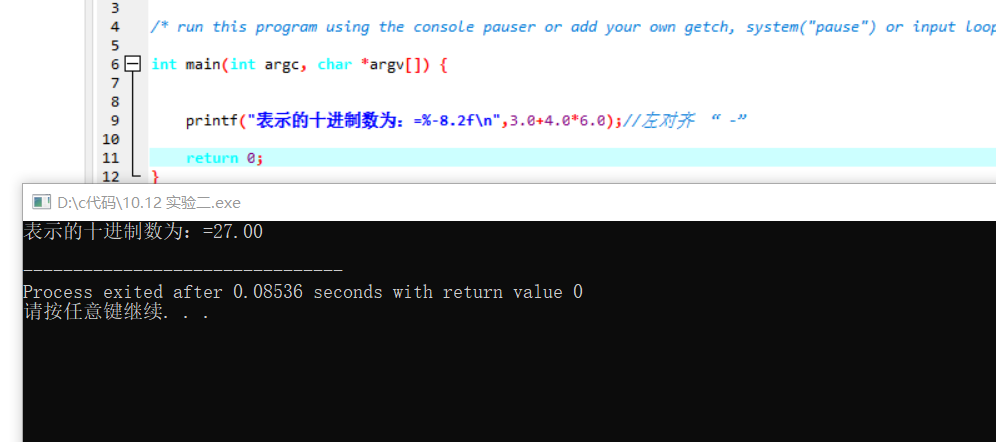 3
4 /* run this program using the console pauser or add your own getch, system("pause") or input loop
5
6 int main(int argc, char *argv[]) {
7
8
9 printf("表示的十进制数为：=%-8.2f\n",3.0+4.0*6.0);//左对齐 “ -”
10
11 return 0;
12 }
D:\c代码\10.12 实验二.exe
表示的十进制数为：=27.00
--------------------------------
Process exited after 0.08536 seconds with return value 0
请按任意键继续. . .